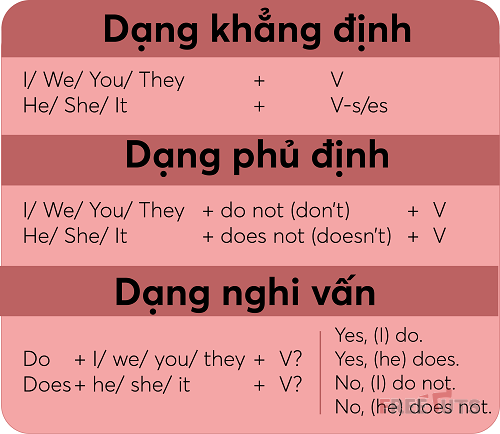 Dạng khẳng định
I/ We/ You/ They + V
He/ She/ It + V-s/es
Dạng phủ định
I/ We/ You/ They + do not (don't) + V
He/ She/ It + does not (doesn't) + V
Dạng nghi vấn
Do + I/ we/ you/ they + V?
Does + he/ she/ it + V?
Yes, (I) do.
Yes, (he) does.
No, (I) do not.
No, (he) does not.